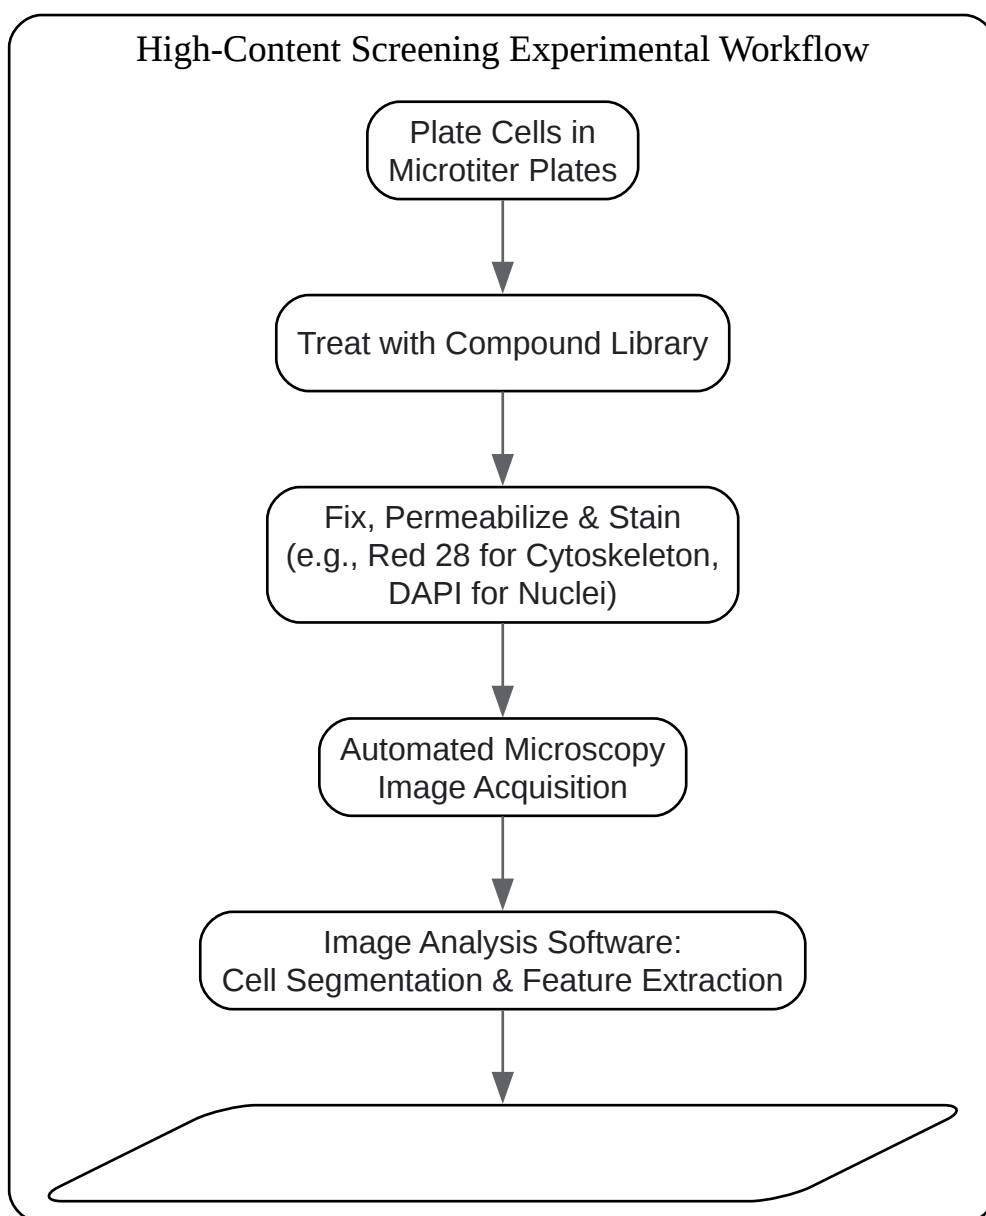 High-Content Screening Experimental Workflow
Plate Cells in
Microtiter Plates
Treat with Compound Library
Fix, Permeabilize & Stain
(e.g., Red 28 for Cytoskeleton,
DAPI for Nuclei)
Automated Microscopy
Image Acquisition
Image Analysis Software:
Cell Segmentation & Feature Extraction